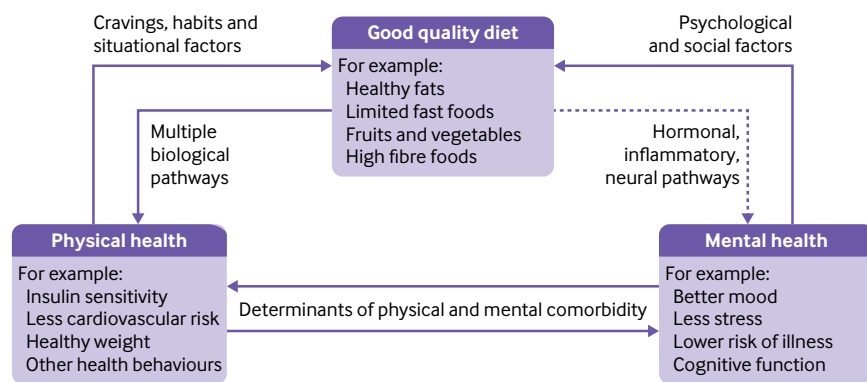 Cravings, habits and
situational factors
Good quality diet
For example:
Healthy fats
Limited fast foods
Fruits and vegetables
High fibre foods
Psychological
and social factors
Multiple
biological
pathways
Hormonal,
inflammatory,
neural pathways
Physical health
For example:
Insulin sensitivity
Less cardiovascular risk
Healthy weight
Other health behaviours
Determinants of physical and mental comorbidity
Mental health
For example:
Better mood
Less stress
Lower risk of illness
Cognitive function